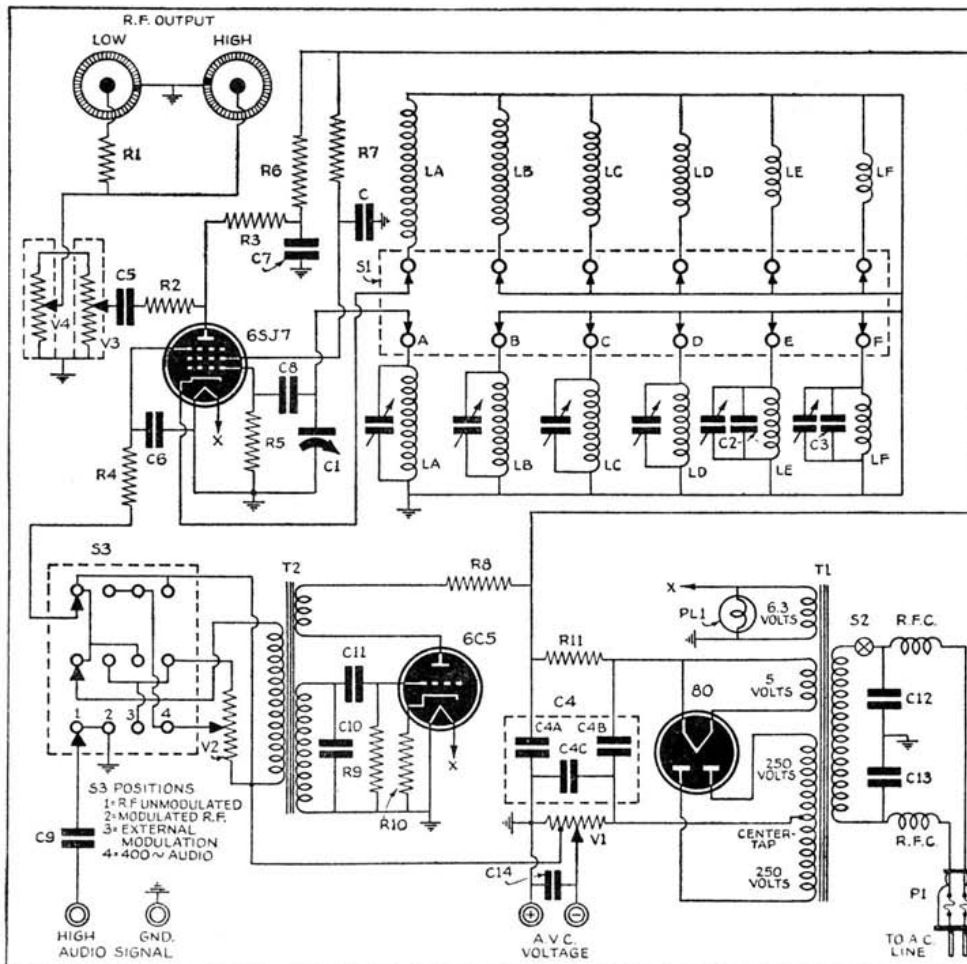 R.F. OUTPUT
LOW HIGH
R1
R6
R7
R3
C
C7
LA LB LC LD LE LF
S1
C5 R2
V4
V3
6SJ7
C8
A B C D E F
C6
R5
C1
R4
C2
C3
LA LB LC LD LE LF
X
S3
T2
R8
T1
X
PL1
6.3
VOLTS
S2
R.F.C.
6C5
R11
C11
80
5
VOLTS
C12
1 2 3 4
V2
C10
R9
C4
C4A C4B
C4C
X
250
VOLTS
C13
S3 POSITIONS
1=R.F UNMODULATED
2=MODULATED R.F.
3=EXTERNAL
MODULATION
4=400~AUDIO
R10
V1
CENTER-
TAP
R.F.C.
C9
C14
250
VOLTS
P1
+ −
HIGH GND.
AUDIO SIGNAL
A.V.C.
VOLTAGE
TO A.C.
LINE